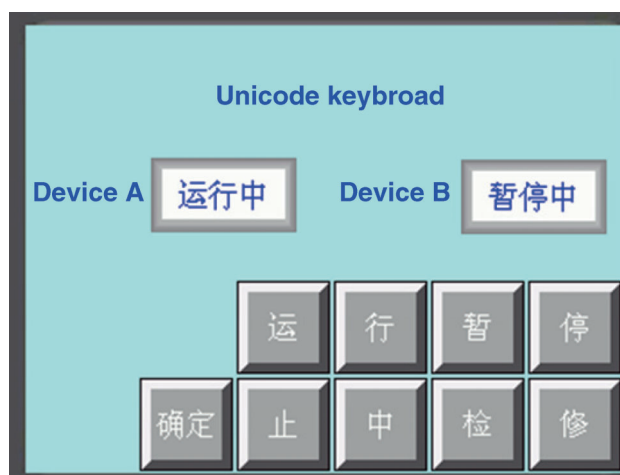 Unicode keybroad
Device A 运行中 Device B 暂停中
运 行 暂 停
确定 止 中 检 修